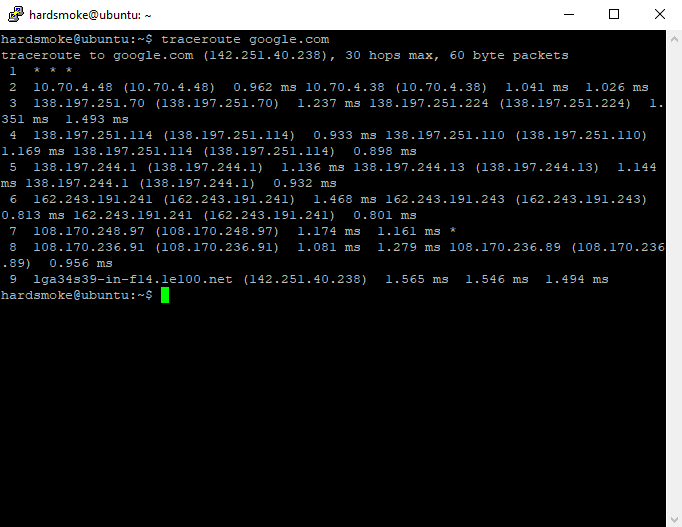 hardsmoke@ubuntu: ~
hardsmoke@ubuntu:~$ traceroute google.com
traceroute to google.com (142.251.40.238), 30 hops max, 60 byte packets
 1  * * *
 2  10.70.4.48 (10.70.4.48)  0.962 ms 10.70.4.38 (10.70.4.38)  1.041 ms  1.026 ms
 3  138.197.251.70 (138.197.251.70)  1.237 ms 138.197.251.224 (138.197.251.224)  1.
351 ms  1.493 ms
 4  138.197.251.114 (138.197.251.114)  0.933 ms 138.197.251.110 (138.197.251.110)
1.169 ms 138.197.251.114 (138.197.251.114)  0.898 ms
 5  138.197.244.1 (138.197.244.1)  1.136 ms 138.197.244.13 (138.197.244.13)  1.144
ms 138.197.244.1 (138.197.244.1)  0.932 ms
 6  162.243.191.241 (162.243.191.241)  1.468 ms 162.243.191.243 (162.243.191.243)
0.813 ms 162.243.191.241 (162.243.191.241)  0.801 ms
 7  108.170.248.97 (108.170.248.97)  1.174 ms  1.161 ms *
 8  108.170.236.91 (108.170.236.91)  1.081 ms  1.279 ms 108.170.236.89 (108.170.236
.89)  0.956 ms
 9  lga34s39-in-f14.1e100.net (142.251.40.238)  1.565 ms  1.546 ms  1.494 ms
hardsmoke@ubuntu:~$